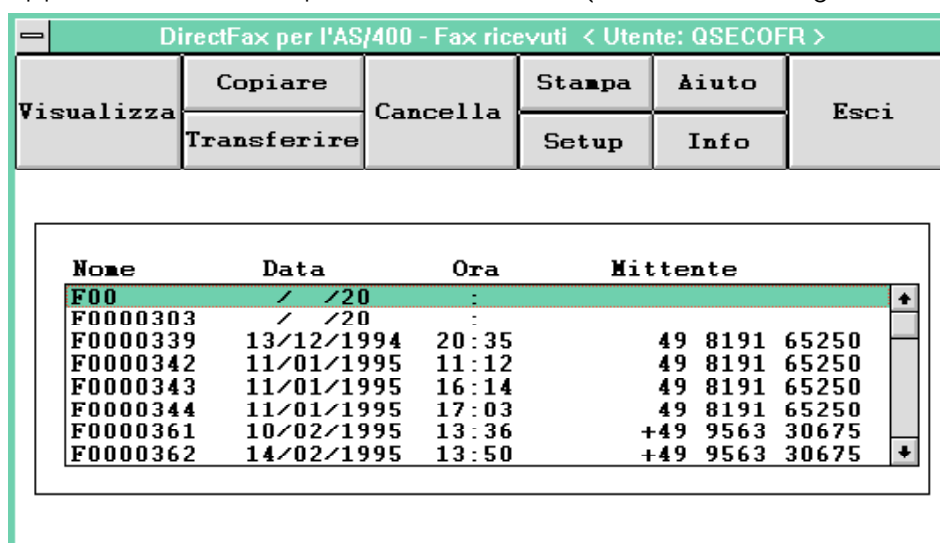 DirectFax per l'AS/400 - Fax ricevuti < Utente: QSECOFR >
Visualizza Copiare Cancella Stampa Aiuto Esci
Transferire Setup Info
Nome Data Ora Mittente
F00 / /20 :
F0000303 / /20 :
F0000339 13/12/1994 20:35 49 8191 65250
F0000342 11/01/1995 11:12 49 8191 65250
F0000343 11/01/1995 16:14 49 8191 65250
F0000344 11/01/1995 17:03 49 8191 65250
F0000361 10/02/1995 13:36 +49 9563 30675
F0000362 14/02/1995 13:50 +49 9563 30675